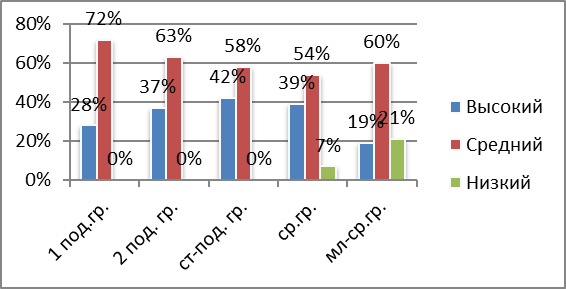 80%
60%
40%
20%
0%
72%
63%
58%
54%
60%
28%
37%
42%
39%
19%
0%
0%
0%
7%
21%
1 под.гр.
2 под. гр.
ст-под. гр.
ср.гр.
мл-ср.гр.
Высокий
Средний
Низкий